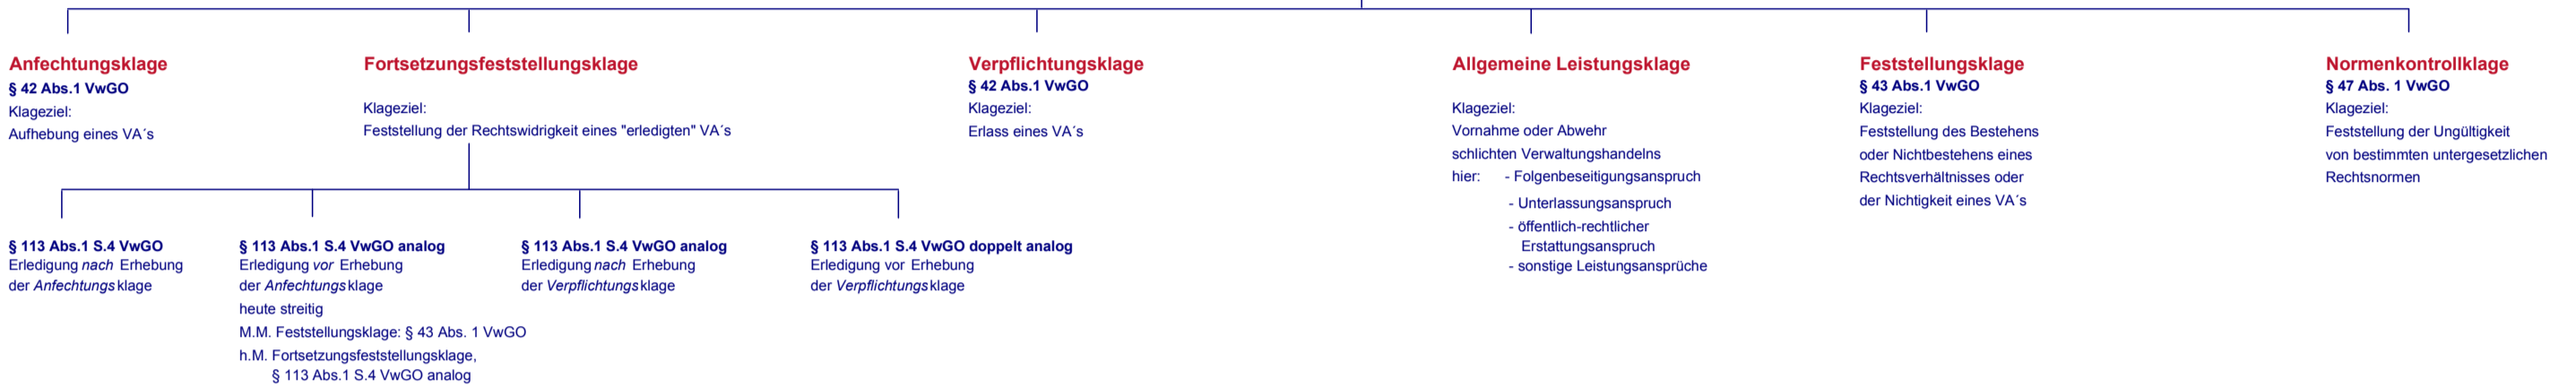 Anfechtungsklage
§ 42 Abs.1 VwGO
Klageziel:
Aufhebung eines VA´s
Fortsetzungsfeststellungsklage
Klageziel:
Feststellung der Rechtswidrigkeit eines "erledigten" VA´s
Verpflichtungsklage
§ 42 Abs.1 VwGO
Klageziel:
Erlass eines VA´s
Allgemeine Leistungsklage
Klageziel:
Vornahme oder Abwehr
schlichten Verwaltungshandelns
hier: - Folgenbeseitigungsanspruch
- Unterlassungsanspruch
- öffentlich-rechtlicher
Erstattungsanspruch
- sonstige Leistungsansprüche
Feststellungsklage
§ 43 Abs.1 VwGO
Klageziel:
Feststellung des Bestehens
oder Nichtbestehens eines
Rechtsverhältnisses oder
der Nichtigkeit eines VA´s
Normenkontrollklage
§ 47 Abs. 1 VwGO
Klageziel:
Feststellung der Ungültigkeit
von bestimmten untergesetzlichen
Rechtsnormen
§ 113 Abs.1 S.4 VwGO
Erledigung nach Erhebung
der Anfechtungsklage
§ 113 Abs.1 S.4 VwGO analog
Erledigung vor Erhebung
der Anfechtungsklage
heute streitig
M.M. Feststellungsklage: § 43 Abs. 1 VwGO
h.M. Fortsetzungsfeststellungsklage,
§ 113 Abs.1 S.4 VwGO analog
§ 113 Abs.1 S.4 VwGO analog
Erledigung nach Erhebung
der Verpflichtungsklage
§ 113 Abs.1 S.4 VwGO doppelt analog
Erledigung vor Erhebung
der Verpflichtungsklage